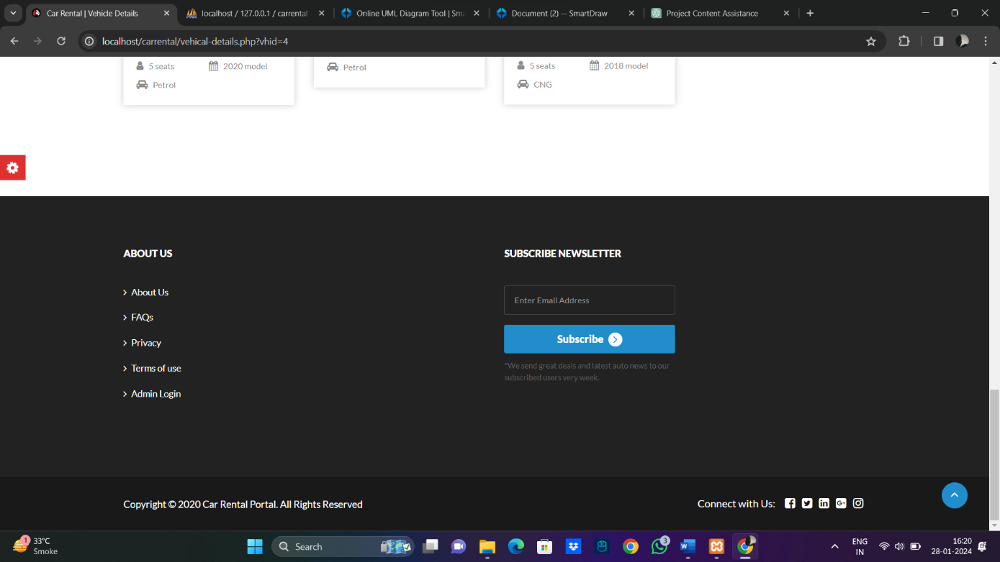 Car Rental | Vehicle Details
localhost / 127.0.0.1 / carrental
Online UML Diagram Tool | Sma
Document (2) -- SmartDraw
Project Content Assistance
localhost/carrental/vehical-details.php?vhid=4
5 seats
2020 model
Petrol
Petrol
5 seats
2018 model
CNG
ABOUT US
About Us
FAQs
Privacy
Terms of use
Admin Login
SUBSCRIBE NEWSLETTER
Enter Email Address
Subscribe
*We send great deals and latest auto news to our
subscribed users very week.
Copyright © 2020 Car Rental Portal. All Rights Reserved
Connect with Us:
1
33°C
Smoke
Search
3
ENG
IN
16:20
28-01-2024